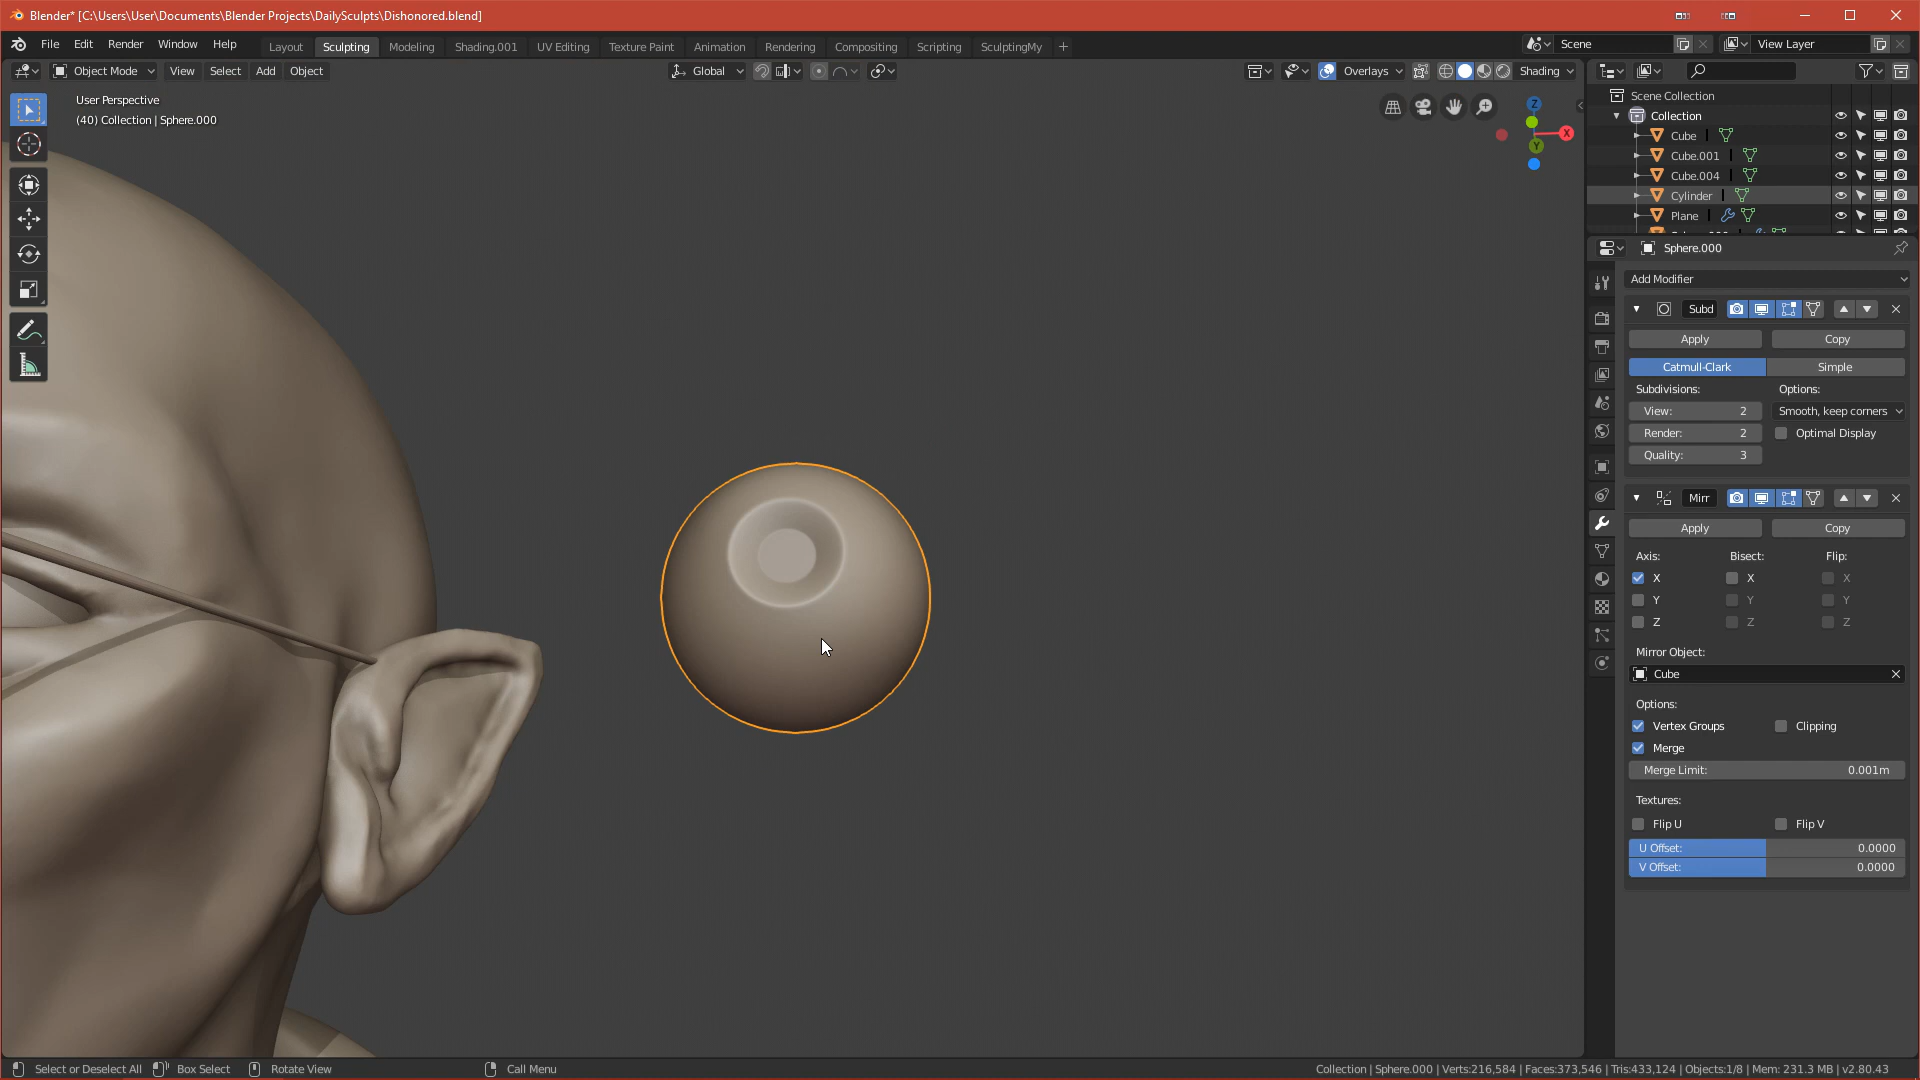 Blender* [C:\Users\User\Documents\Blender Projects\DailySculpts\Dishonored.blend]
File Edit Render Window Help Layout Sculpting Modeling Shading.001 UV Editing Texture Paint Animation Rendering Compositing Scripting SculptingMy + Scene View Layer
Object Mode View Select Add Object Global Overlays Shading
User Perspective
(40) Collection | Sphere.000
Z
X
Y
Scene Collection
Collection
Cube
Cube.001
Cube.004
Cylinder
Plane
Sphere.000
Add Modifier
Subd
Apply Copy
Catmull-Clark Simple
Subdivisions: Options:
View: 2 Smooth, keep corners
Render: 2 Optimal Display
Quality: 3
Mirr
Apply Copy
Axis: Bisect: Flip:
X X X
Y Y Y
Z Z Z
Mirror Object:
Cube
Options:
Vertex Groups Clipping
Merge
Merge Limit: 0.001m
Textures:
Flip U Flip V
U Offset: 0.0000
V Offset: 0.0000
Select or Deselect All Box Select Rotate View Call Menu Collection | Sphere.000 | Verts:216,584 | Faces:373,546 | Tris:433,124 | Objects:1/8 | Mem: 231.3 MB | v2.80.43